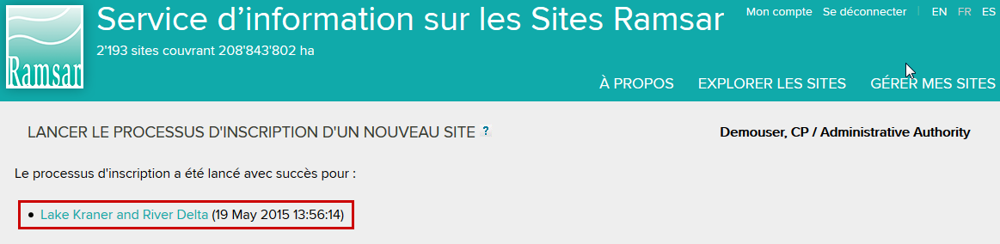 Ramsar
Service d’information sur les Sites Ramsar
Mon compte Se déconnecter | EN FR ES
2'193 sites couvrant 208'843'802 ha
À PROPOS EXPLORER LES SITES GÉRER MES SITES
LANCER LE PROCESSUS D'INSCRIPTION D'UN NOUVEAU SITE ?
Demouser, CP / Administrative Authority
Le processus d'inscription a été lancé avec succès pour :
• Lake Kraner and River Delta (19 May 2015 13:56:14)